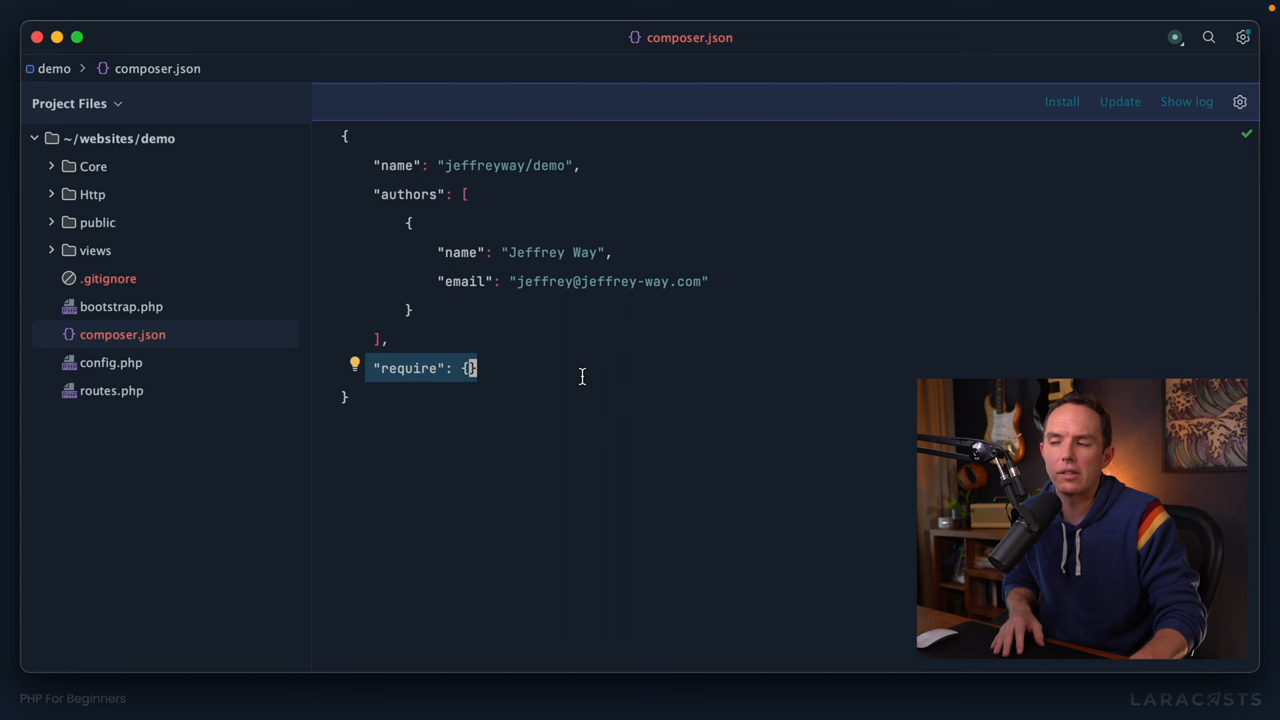 composer.json
demo > composer.json
Project Files
Install Update Show log
~/websites/demo
Core
Http
public
views
.gitignore
bootstrap.php
composer.json
config.php
routes.php
{
"name": "jeffreyway/demo",
"authors": [
{
"name": "Jeffrey Way",
"email": "jeffrey@jeffrey-way.com"
}
],
"require": {}
}
PHP For Beginners
LARACASTS